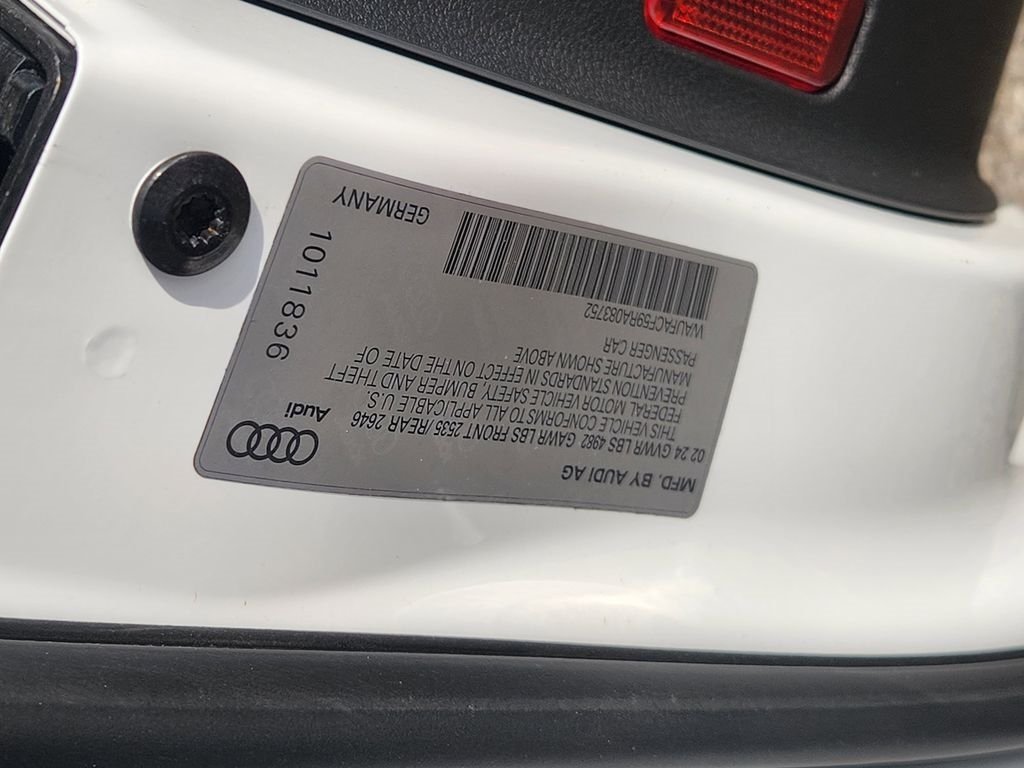 MFD. BY AUDI AG
02 24 GVWR LBS 4982 GAWR LBS FRONT 2535 /REAR 2646
THIS VEHICLE CONFORMS TO ALL APPLICABLE U.S.
FEDERAL MOTOR VEHICLE SAFETY, BUMPER AND THEFT
PREVENTION STANDARDS IN EFFECT ON THE DATE OF
MANUFACTURE SHOWN ABOVE
PASSENGER CAR
WAUFACF59RA083752
Audi
1011836
GERMANY